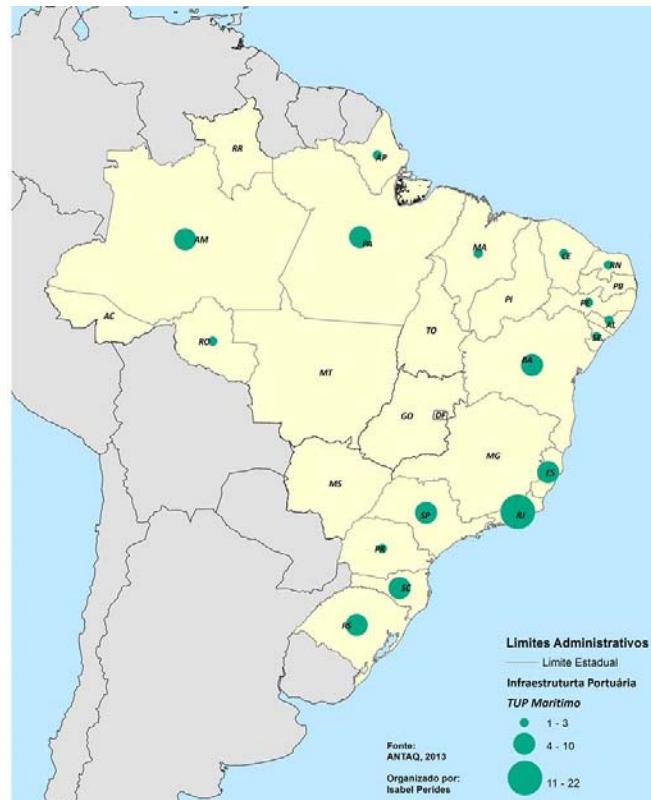 RR
AP
AM
PA
MA
CE
RN
PB
PI
PE
AL
SE
AC
TO
RO
BA
MT
GO
DF
MG
MS
ES
SP
RJ
PR
SC
RS
Limites Administrativos
Limite Estadual
Infraestruturta Portuária
TUP Marítimo
1 - 3
4 - 10
11 - 22
Fonte:
ANTAQ, 2013
Organizado por:
Isabel Perides